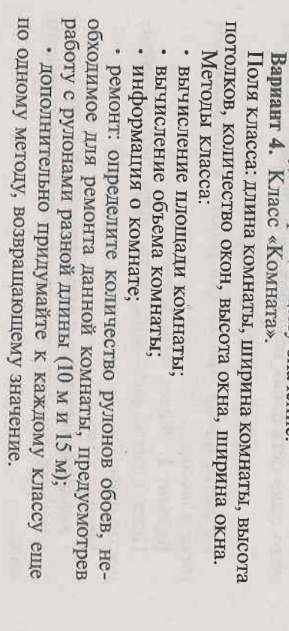 Вариант 4. Класс «Комната».
Поля класса: длина комнаты, ширина комнаты, высота
потолков, количество окон, высота окна, ширина окна.
Методы класса:
• вычисление площади комнаты;
• вычисление объема комнаты;
• информация о комнате;
• ремонт: определите количество рулонов обоев, не-
обходимое для ремонта данной комнаты, предусмотрев
работу с рулонами разной длины (10 м и 15 м);
• дополнительно придумайте к каждому классу еще
по одному методу, возвращающему значение.